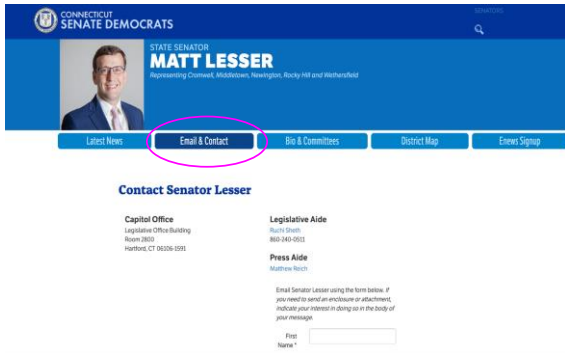 CONNECTICUT
SENATE DEMOCRATS
SENATORS
STATE SENATOR
MATT LESSER
Representing Cromwell, Middletown, Newington, Rocky Hill and Wethersfield
Latest News
Email & Contact
Bio & Committees
District Map
Enews Signup
Contact Senator Lesser
Capitol Office
Legislative Office Building
Room 2800
Hartford, CT 06106-1591
Legislative Aide
Ruchi Sheth
860-240-0511
Press Aide
Matthew Reich
Email Senator Lesser using the form below. If
you need to send an enclosure or attachment,
indicate your interest in doing so in the body of
your message.
First
Name *